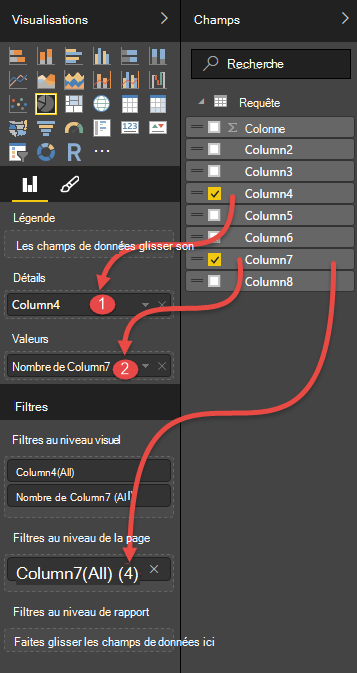 Visualisations
R
123
Légende
Les champs de données glisser son
Détails
Column4
1
Valeurs
Nombre de Column7
2
Filtres
Filtres au niveau visuel
Column4(All)
Nombre de Column7 (All)
Filtres au niveau de la page
Column7(All) (4)
Filtres au niveau de rapport
Faites glisser les champs de données ici
Champs
Recherche
Requête
Σ Colonne
Column2
Column3
Column4
Column5
Column6
Column7
Column8